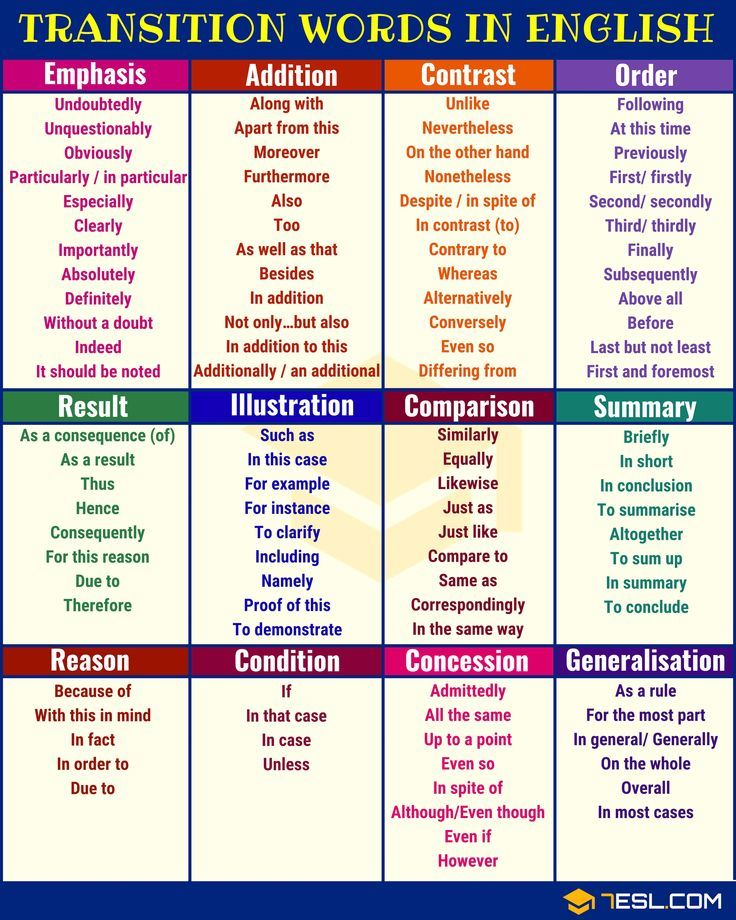 TRANSITION WORDS IN ENGLISH
Emphasis
Undoubtedly
Unquestionably
Obviously
Particularly / in particular
Especially
Clearly
Importantly
Absolutely
Definitely
Without a doubt
Indeed
It should be noted
Addition
Along with
Apart from this
Moreover
Furthermore
Also
Too
As well as that
Besides
In addition
Not only…but also
In addition to this
Additionally / an additional
Contrast
Unlike
Nevertheless
On the other hand
Nonetheless
Despite / in spite of
In contrast (to)
Contrary to
Whereas
Alternatively
Conversely
Even so
Differing from
Order
Following
At this time
Previously
First/ firstly
Second/ secondly
Third/ thirdly
Finally
Subsequently
Above all
Before
Last but not least
First and foremost
Result
As a consequence (of)
As a result
Thus
Hence
Consequently
For this reason
Due to
Therefore
Illustration
Such as
In this case
For example
For instance
To clarify
Including
Namely
Proof of this
To demonstrate
Comparison
Similarly
Equally
Likewise
Just as
Just like
Compare to
Same as
Correspondingly
In the same way
Summary
Briefly
In short
In conclusion
To summarise
Altogether
To sum up
In summary
To conclude
Reason
Because of
With this in mind
In fact
In order to
Due to
Condition
If
In that case
In case
Unless
Concession
Admittedly
All the same
Up to a point
Even so
In spite of
Although/Even though
Even if
However
Generalisation
As a rule
For the most part
In general/ Generally
On the whole
Overall
In most cases
7ESL.COM